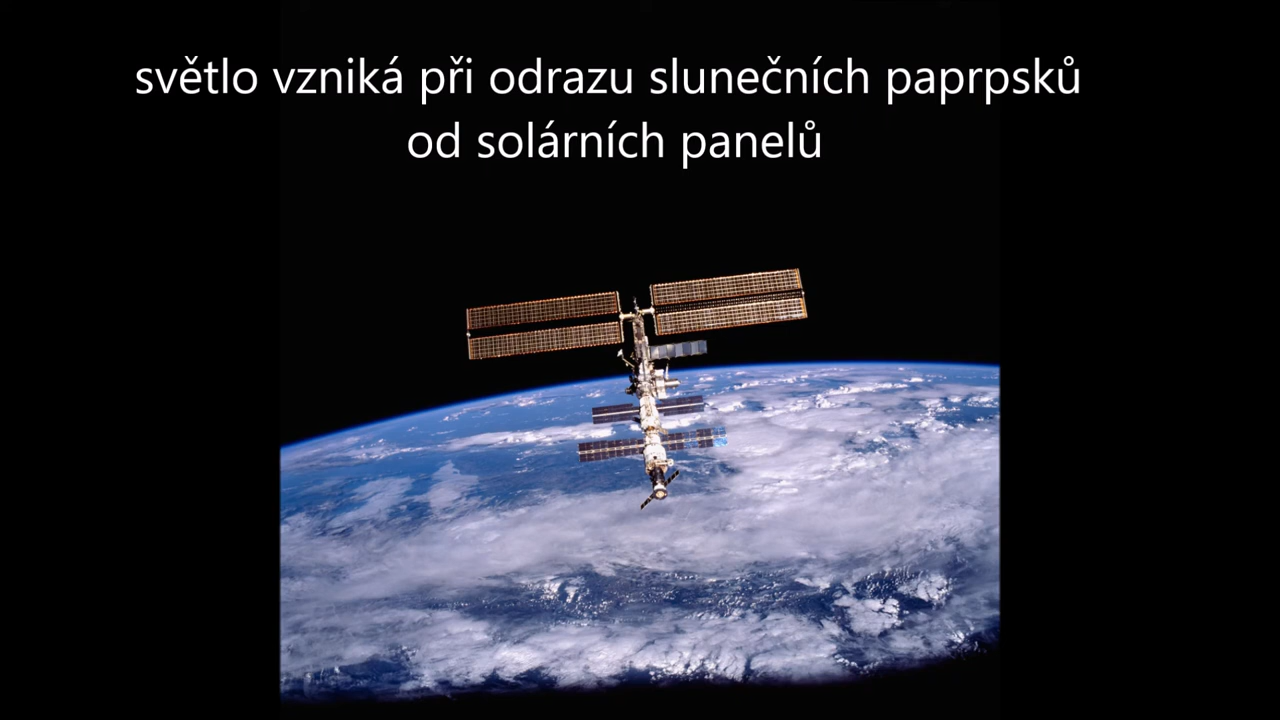 světlo vzniká při odrazu slunečních paprpsků
od solárních panelů